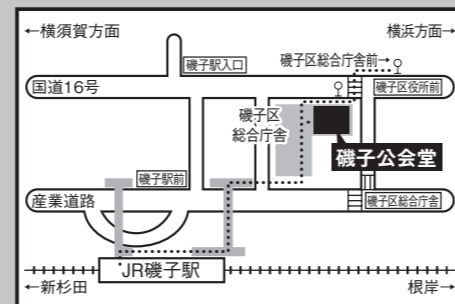 ←横須賀方面
横浜方面→
磯子駅入口
磯子区総合庁舎前→
国道16号
磯子区役所前
磯子区
総合庁舎
磯子公会堂
磯子駅前
産業道路
磯子区総合庁舎
JR磯子駅
←新杉田
根岸→